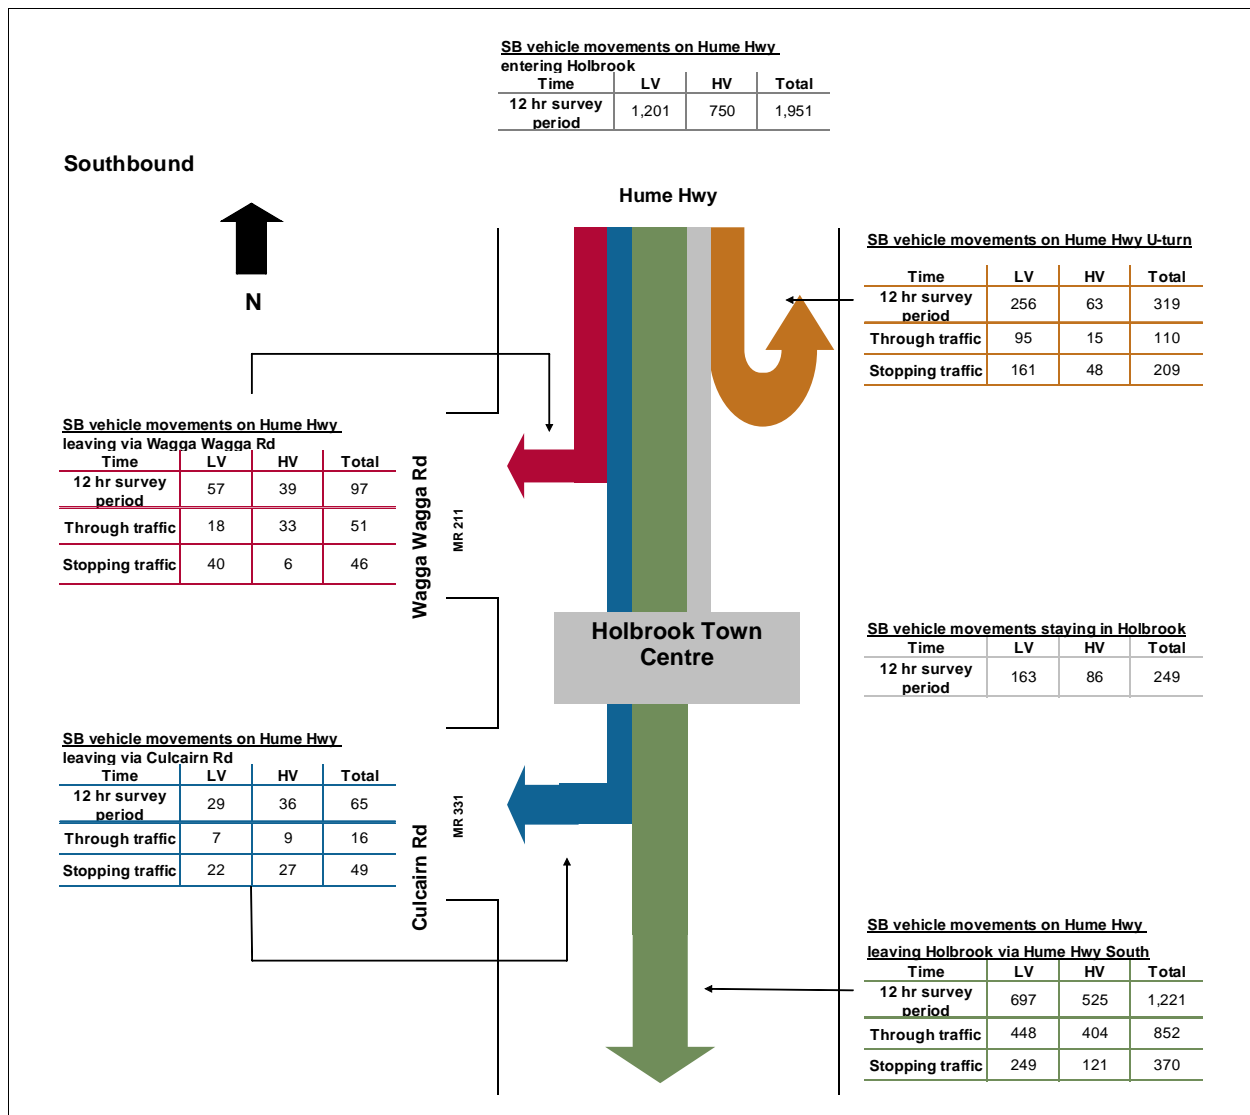 SB vehicle movements on Hume Hwy
entering Holbrook
Time LV HV Total
12 hr survey period 1,201 750 1,951
Southbound
N
Hume Hwy
SB vehicle movements on Hume Hwy U-turn
Time LV HV Total
12 hr survey period 256 63 319
Through traffic 95 15 110
Stopping traffic 161 48 209
SB vehicle movements on Hume Hwy
leaving via Wagga Wagga Rd
Time LV HV Total
12 hr survey period 57 39 97
Through traffic 18 33 51
Stopping traffic 40 6 46
Wagga Wagga Rd
MR 211
Holbrook Town
Centre
SB vehicle movements staying in Holbrook
Time LV HV Total
12 hr survey period 163 86 249
SB vehicle movements on Hume Hwy
leaving via Culcairn Rd
Time LV HV Total
12 hr survey period 29 36 65
Through traffic 7 9 16
Stopping traffic 22 27 49
Culcairn Rd
MR 331
SB vehicle movements on Hume Hwy
leaving Holbrook via Hume Hwy South
Time LV HV Total
12 hr survey period 697 525 1,221
Through traffic 448 404 852
Stopping traffic 249 121 370